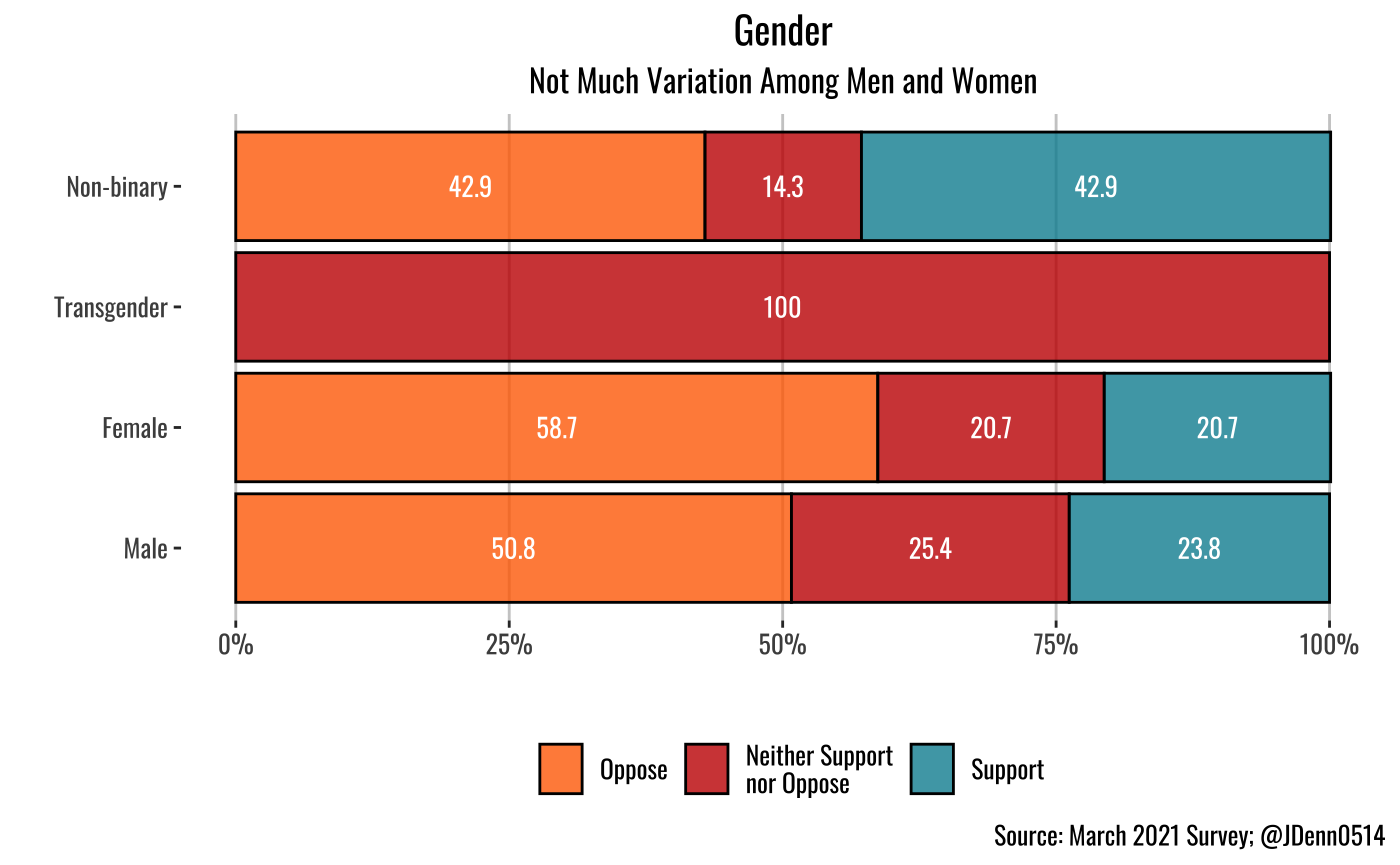 Gender
Not Much Variation Among Men and Women
Non-binary
42.9 14.3 42.9
Transgender
100
Female
58.7 20.7 20.7
Male
50.8 25.4 23.8
0% 25% 50% 75% 100%
Oppose
Neither Support
nor Oppose
Support
Source: March 2021 Survey; @JDenn0514